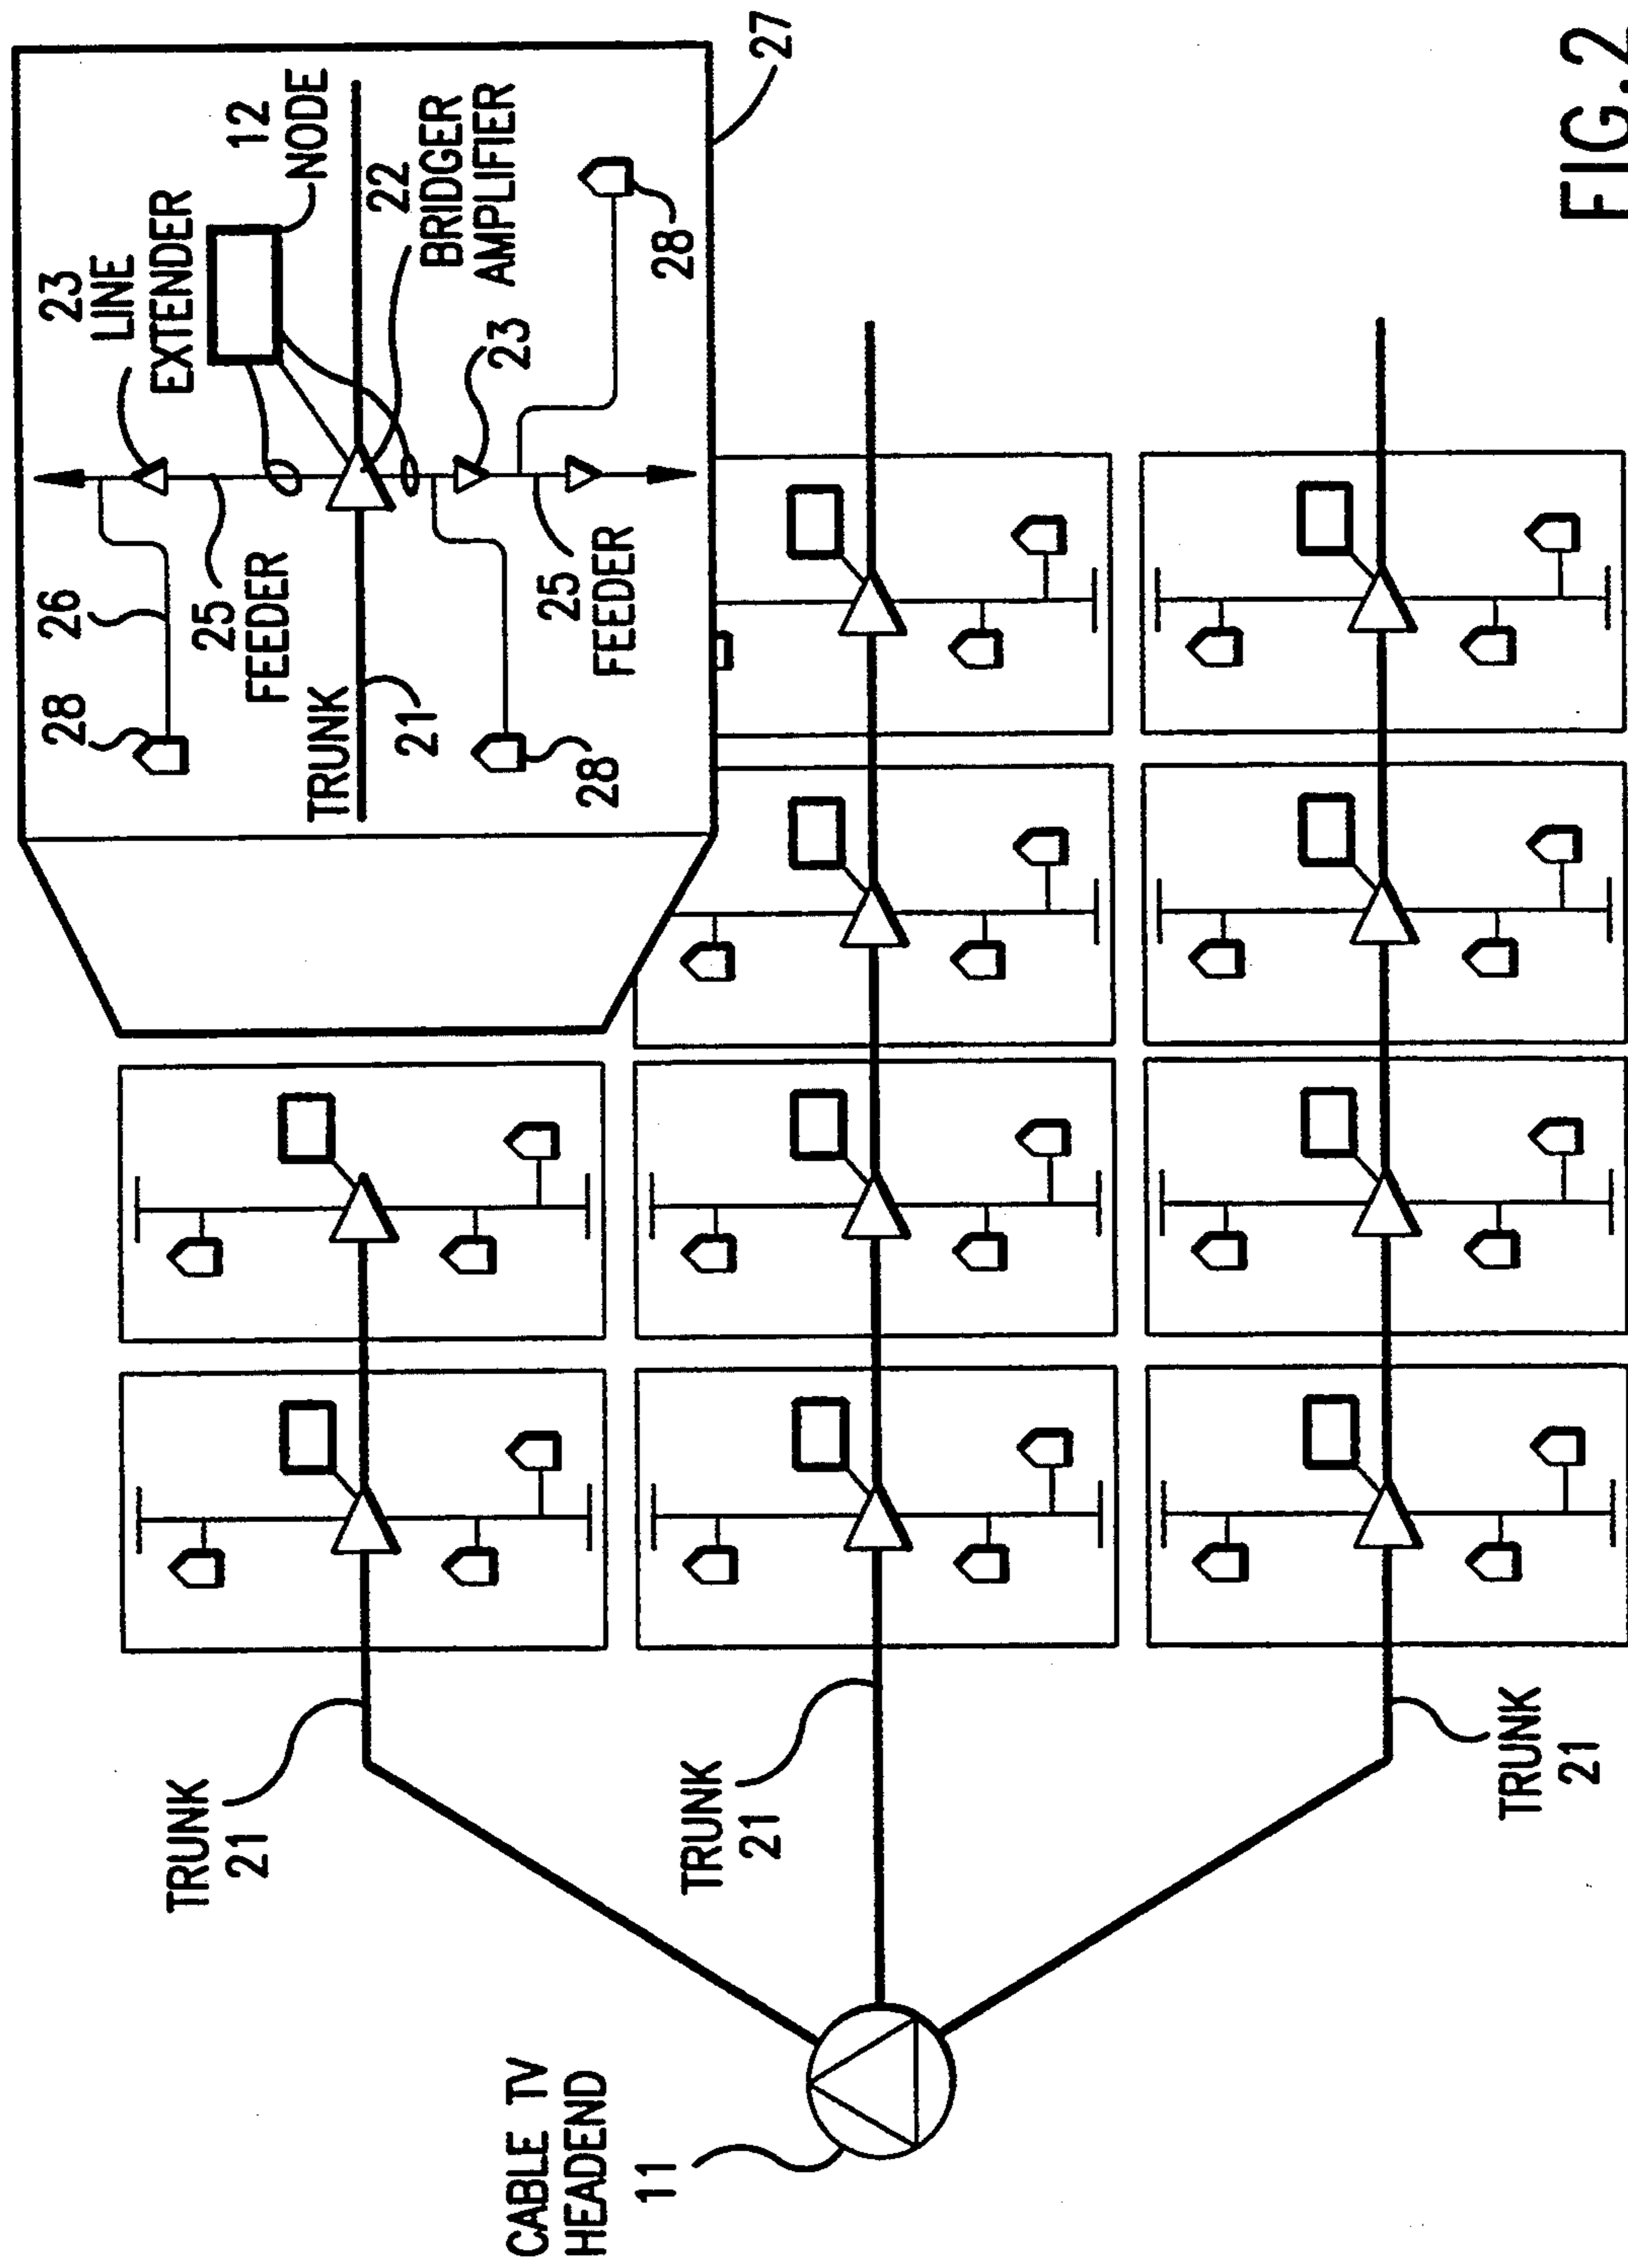 CABLE TV
HEADEND
11
TRUNK
21
TRUNK
21
TRUNK
21
28
26
25
FEEDER
TRUNK
21
28
25
FEEDER
23
LINE
EXTENDER
12
NODE
22
BRIDGER
AMPLIFIER
23
28
27
FIG.2